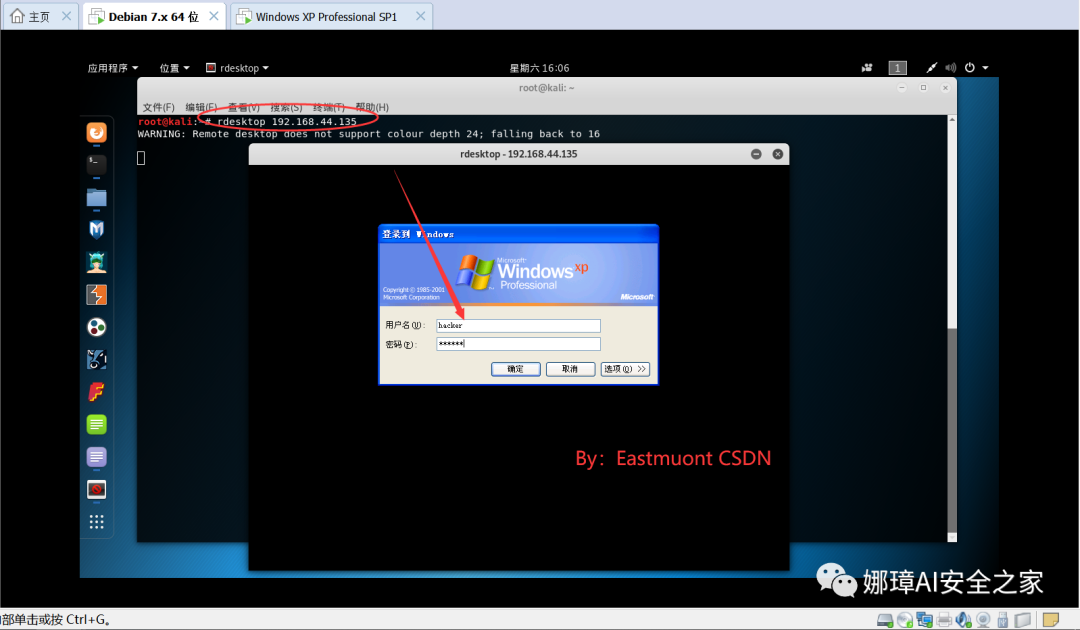 主页
Debian 7.x 64 位
Windows XP Professional SP1
应用程序 位置 rdesktop 星期六 16:06 1
root@kali: ~
文件(F) 编辑(E) 查看(V) 搜索(S) 终端(T) 帮助(H)
root@kali:~# rdesktop 192.168.44.135
WARNING: Remote desktop does not support colour depth 24; falling back to 16
rdesktop - 192.168.44.135
登录到 Windows
Microsoft
Windows xp
Professional
Copyright © 1985-2001
Microsoft Corporation
Microsoft
用户名(U): hacker
密码(P): ******
确定 取消 选项(O) >>
By：Eastmuont CSDN
娜璋AI安全之家
部单击或按 Ctrl+G。